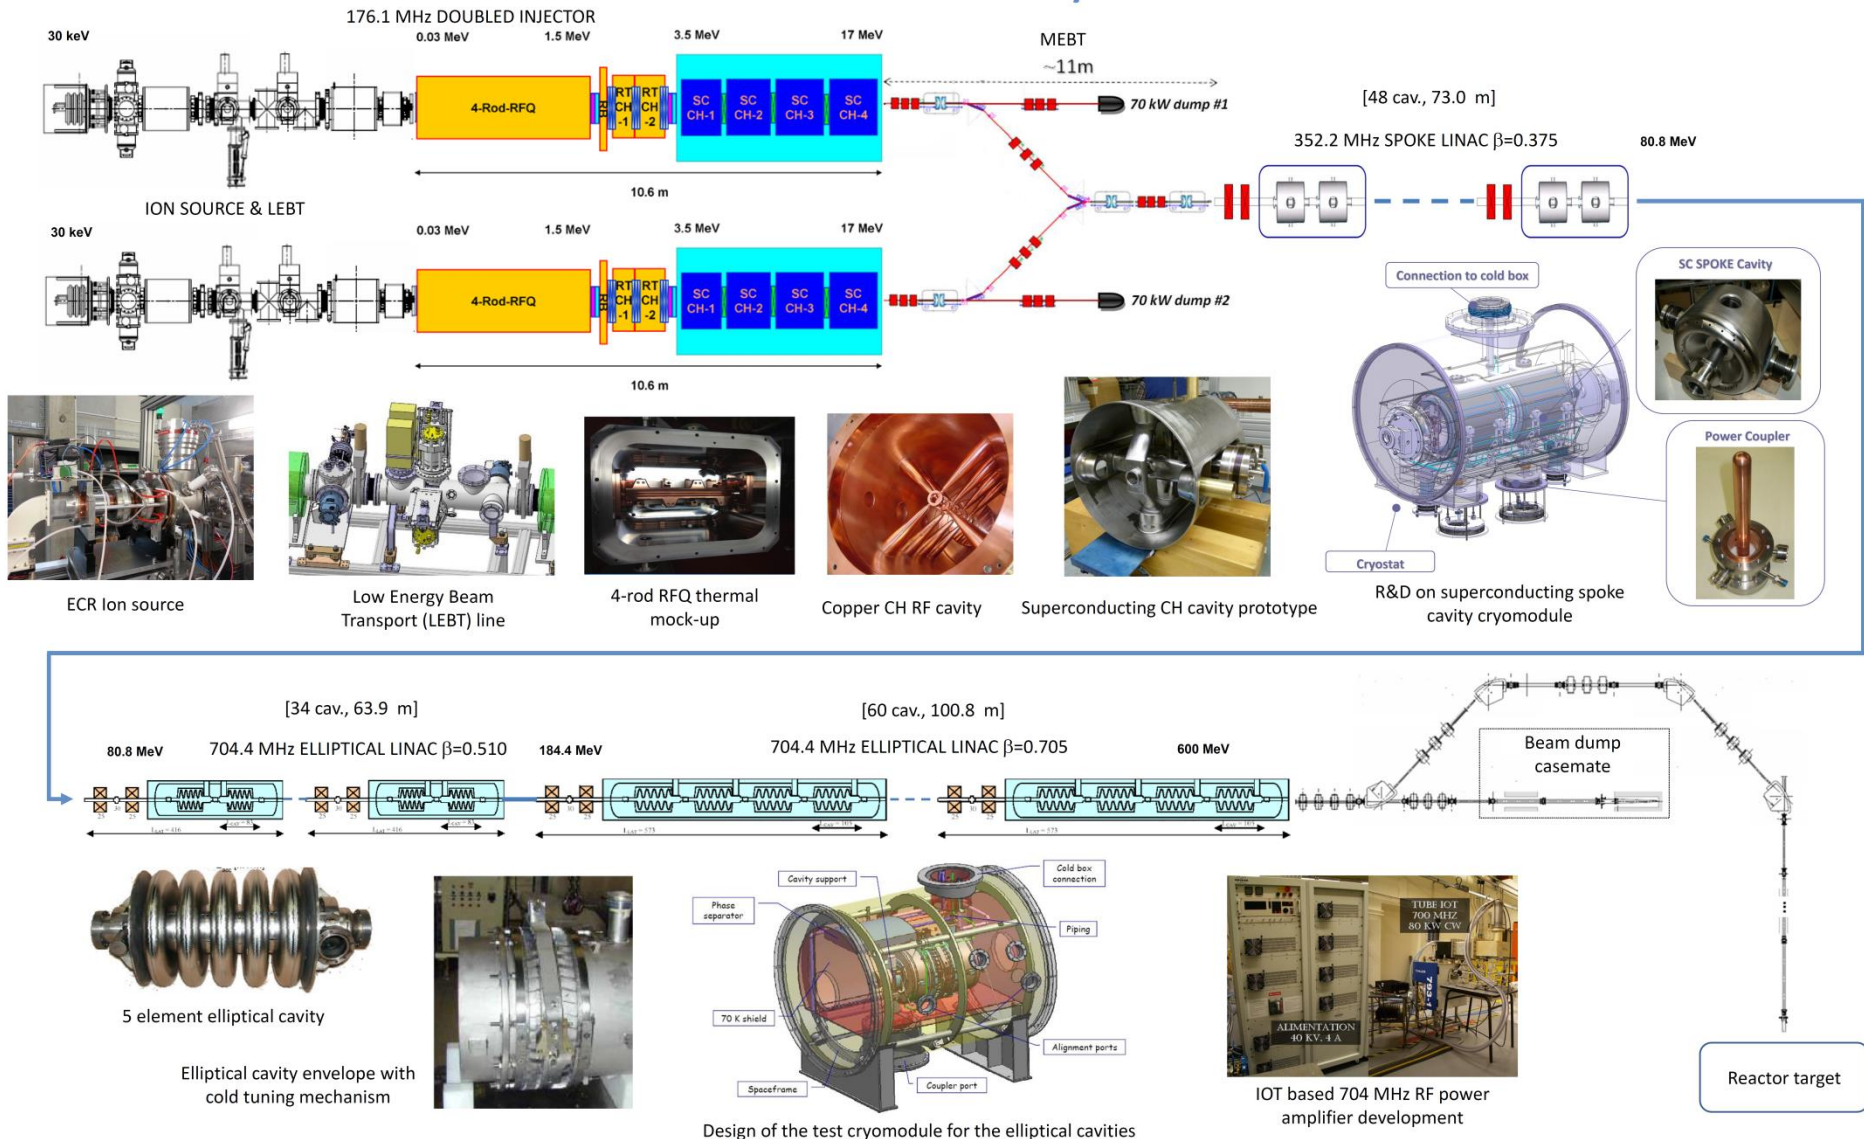 176.1 MHz DOUBLED INJECTOR
30 keV
0.03 MeV
1.5 MeV
3.5 MeV
17 MeV
MEBT
~11m
4-Rod-RFQ
RB
RT
CH
-1
RT
CH
-2
SC
CH-1
SC
CH-2
SC
CH-3
SC
CH-4
70 kW dump #1
[48 cav., 73.0 m]
352.2 MHz SPOKE LINAC β=0.375
80.8 MeV
10.6 m
ION SOURCE & LEBT
30 keV
0.03 MeV
1.5 MeV
3.5 MeV
17 MeV
4-Rod-RFQ
RB
RT
CH
-1
RT
CH
-2
SC
CH-1
SC
CH-2
SC
CH-3
SC
CH-4
70 kW dump #2
10.6 m
Connection to cold box
SC SPOKE Cavity
Power Coupler
Cryostat
ECR Ion source
Low Energy Beam
Transport (LEBT) line
4-rod RFQ thermal
mock-up
Copper CH RF cavity
Superconducting CH cavity prototype
R&D on superconducting spoke
cavity cryomodule
[34 cav., 63.9 m]
[60 cav., 100.8 m]
80.8 MeV
704.4 MHz ELLIPTICAL LINAC β=0.510
184.4 MeV
704.4 MHz ELLIPTICAL LINAC β=0.705
600 MeV
Beam dump
casemate
5 element elliptical cavity
Elliptical cavity envelope with
cold tuning mechanism
Cavity support
Cold box
connection
Phase
separator
Piping
70 K shield
Alignment ports
Spaceframe
Coupler port
Design of the test cryomodule for the elliptical cavities
TUBE IOT
700 MHZ
80 KW CW
ALIMENTATION
40 KV, 4 A
IOT based 704 MHz RF power
amplifier development
Reactor target